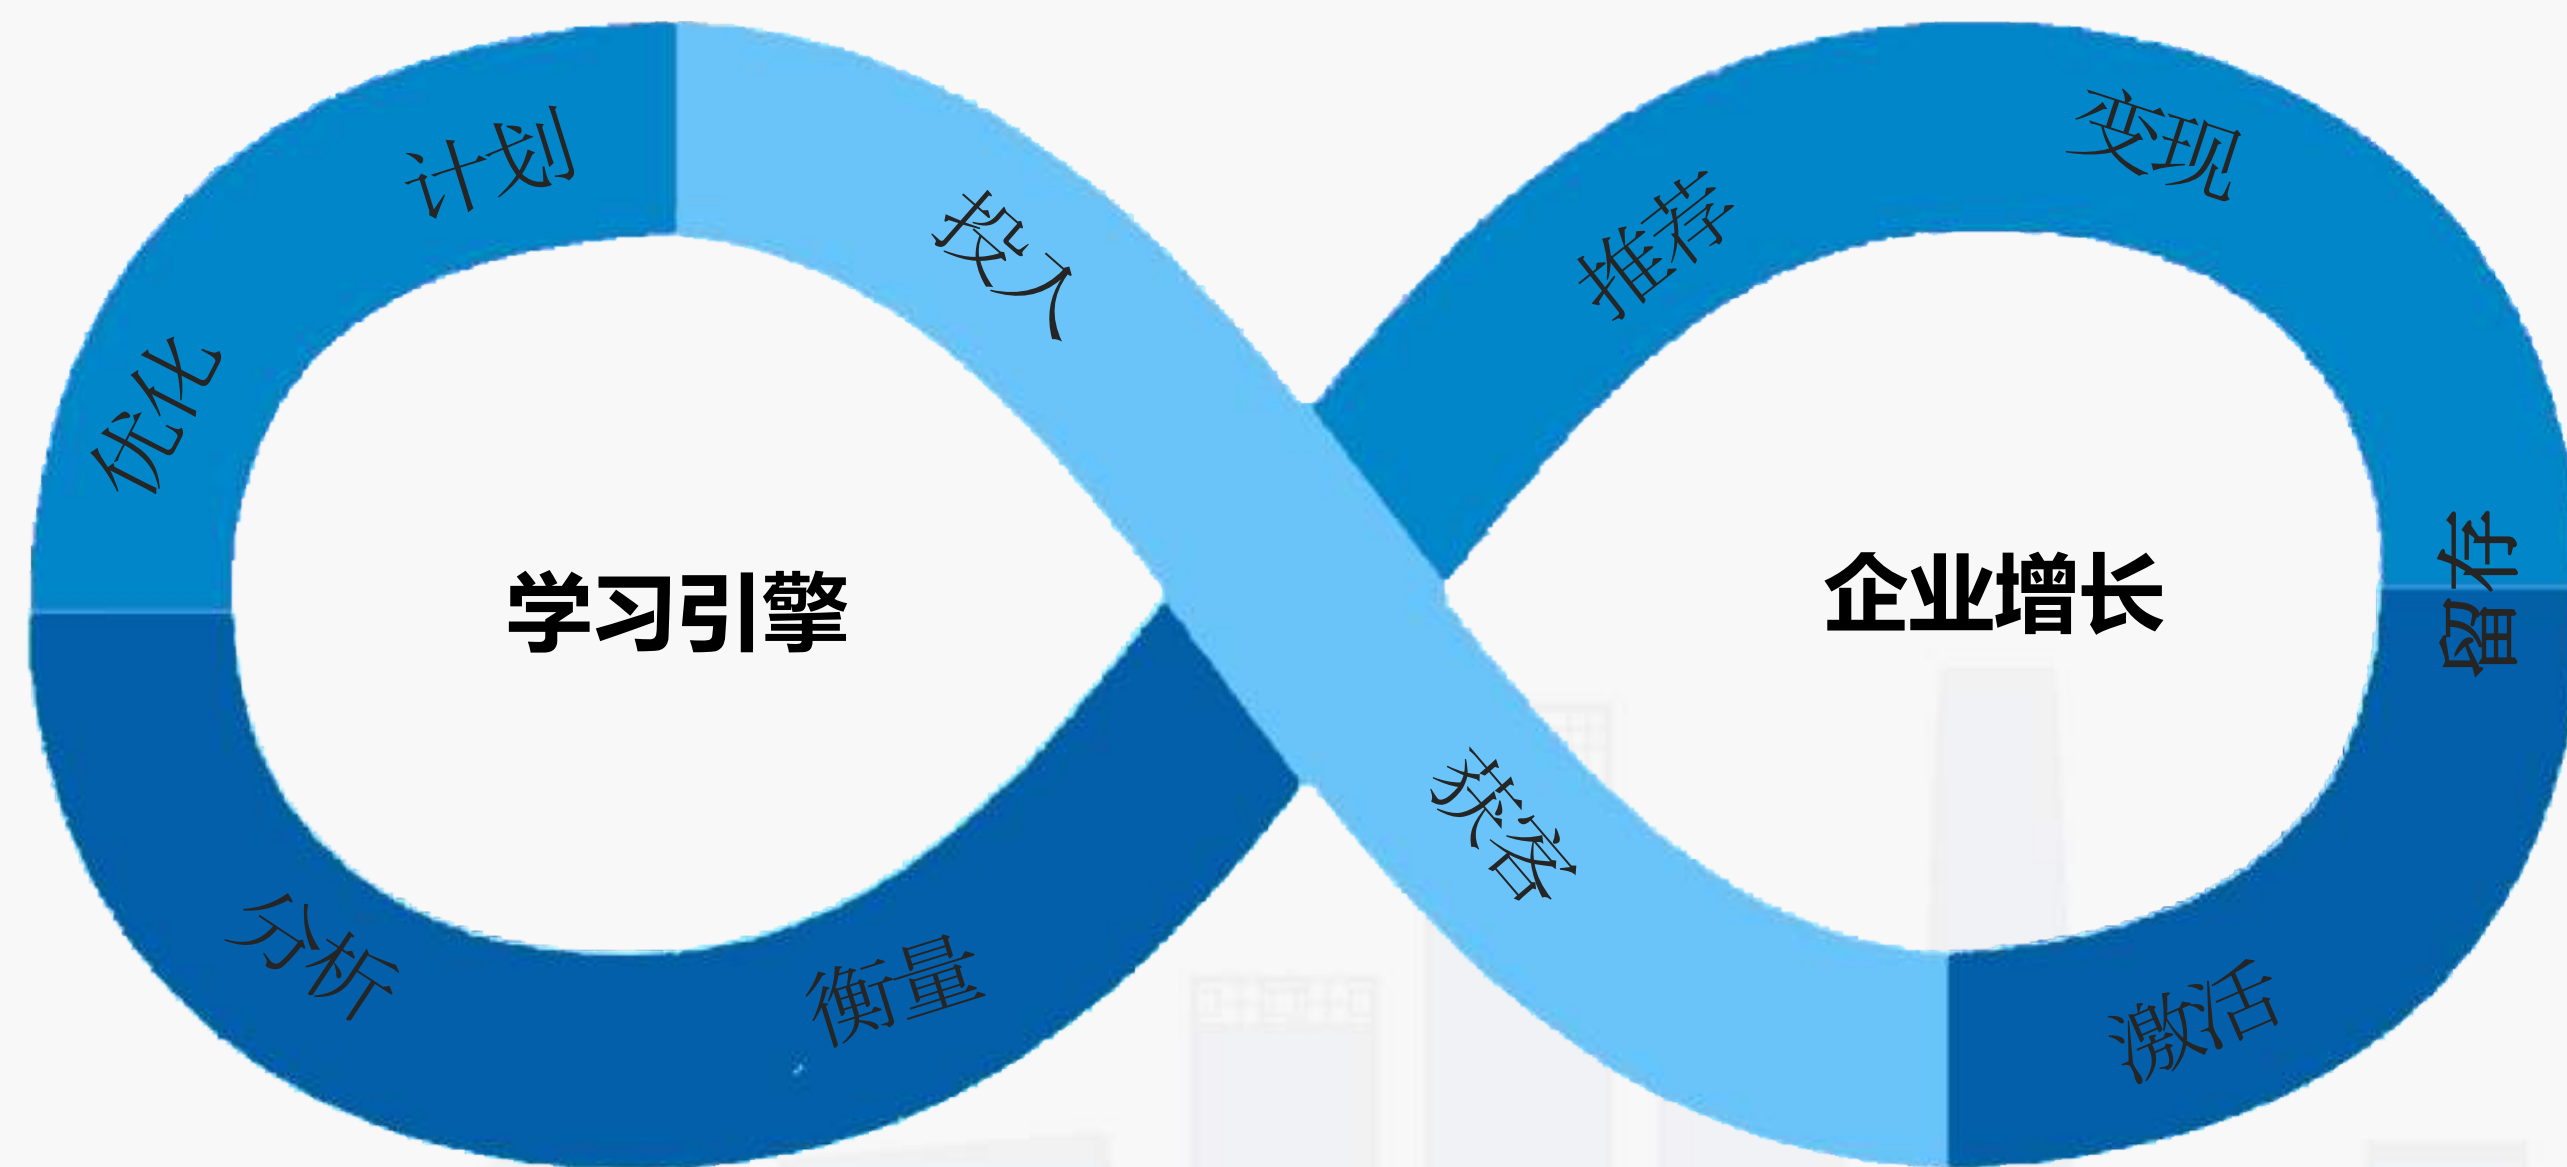 计划
投入
优化
学习引擎
分析
衡量
推荐
变现
企业增长
留存
获客
激活